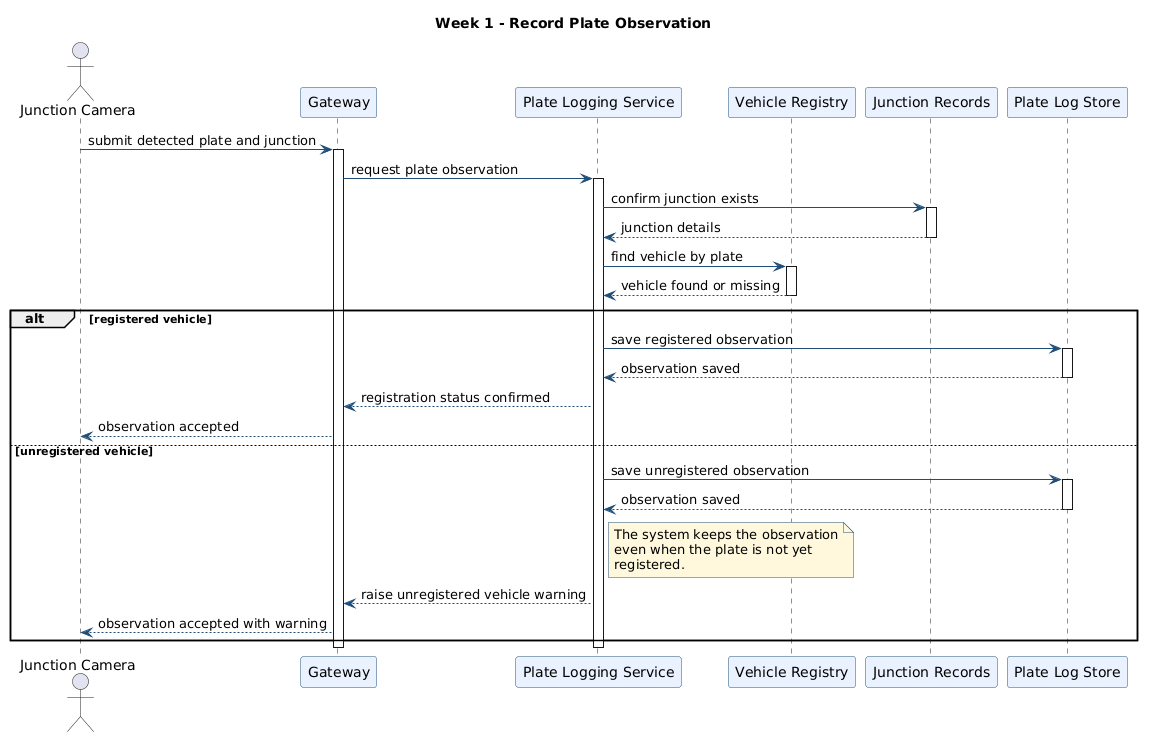 Week 1 - Record Plate Observation
Junction Camera
Gateway
Plate Logging Service
Vehicle Registry
Junction Records
Plate Log Store
submit detected plate and junction
request plate observation
confirm junction exists
junction details
find vehicle by plate
vehicle found or missing
alt
[registered vehicle]
save registered observation
observation saved
registration status confirmed
observation accepted
[unregistered vehicle]
save unregistered observation
observation saved
The system keeps the observation
even when the plate is not yet
registered.
raise unregistered vehicle warning
observation accepted with warning
Junction Camera
Gateway
Plate Logging Service
Vehicle Registry
Junction Records
Plate Log Store